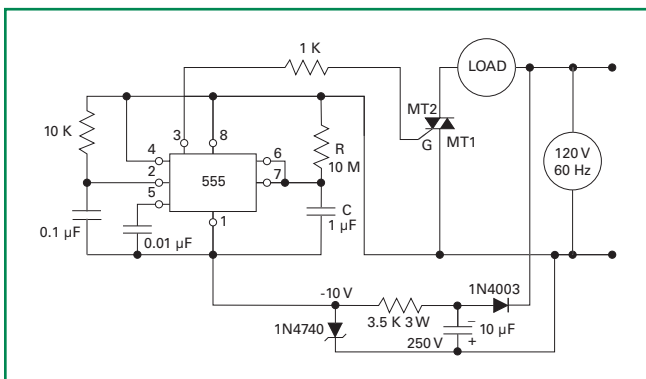 1 K
LOAD
MT2
10 K
3
8
R
10 M
G
MT1
120 V
60 Hz
4
6
2
555
7
5
C
1 μF
1
0.1 μF
0.01 μF
-10 V
1N4003
3.5 K 3 W
1N4740
–
10 μF
250 V
+